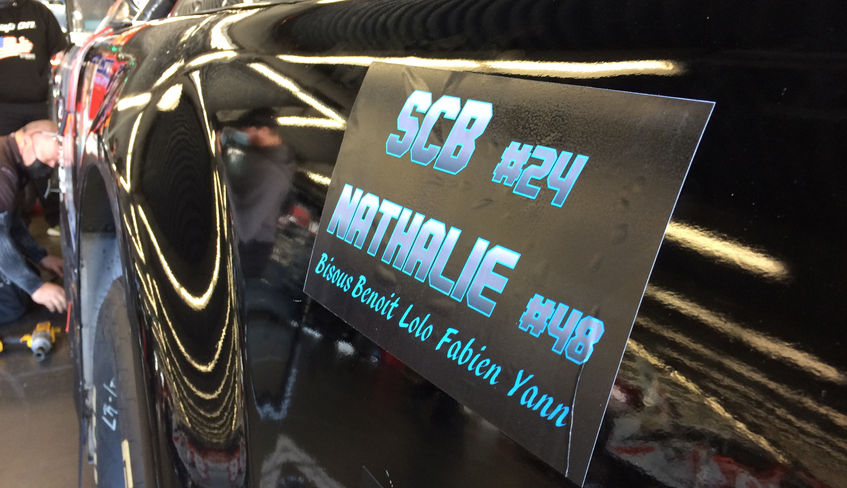 SCB #24
NATHALIE #48
Bisous Benoit Lolo Fabien Yann